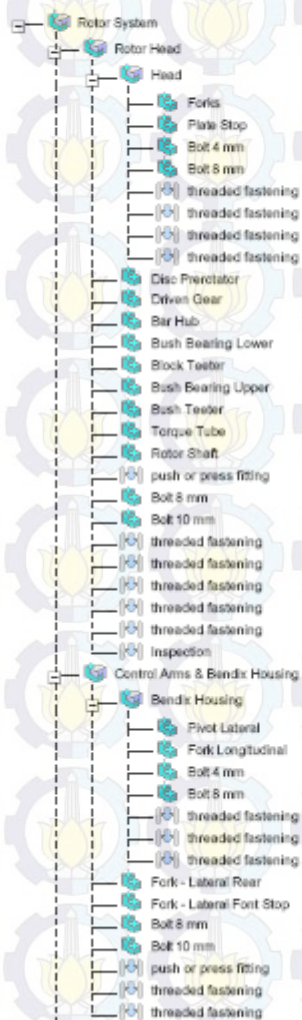 Rotor System
Rotor Head
Head
Forks
Plate Stop
Bolt 4 mm
Bolt 8 mm
threaded fastening
threaded fastening
threaded fastening
threaded fastening
Disc Prerotator
Driven Gear
Bar Hub
Bush Bearing Lower
Block Teeter
Bush Bearing Upper
Bush Teeter
Torque Tube
Rotor Shaft
push or press fitting
Bolt 8 mm
Bolt 10 mm
threaded fastening
threaded fastening
threaded fastening
threaded fastening
threaded fastening
Inspection
Control Arms & Bendix Housing
Bendix Housing
Pivot Lateral
Fork Longitudinal
Bolt 4 mm
Bolt 8 mm
threaded fastening
threaded fastening
threaded fastening
Fork - Lateral Rear
Fork - Lateral Font Stop
Bolt 8 mm
Bolt 10 mm
push or press fitting
threaded fastening
threaded fastening